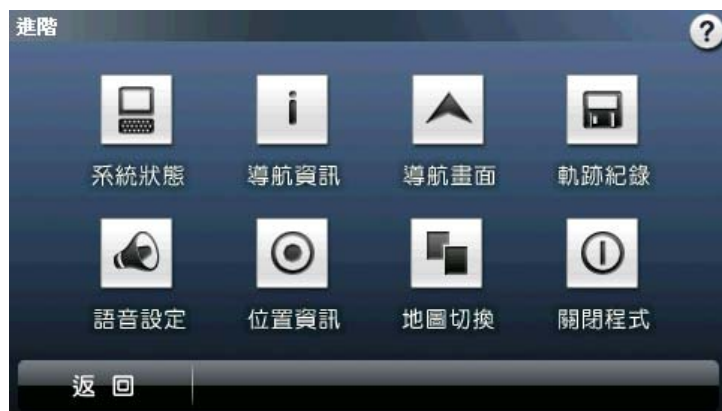 進階
?
系統狀態 導航資訊 導航畫面 軌跡紀錄
語音設定 位置資訊 地圖切換 關閉程式
返回